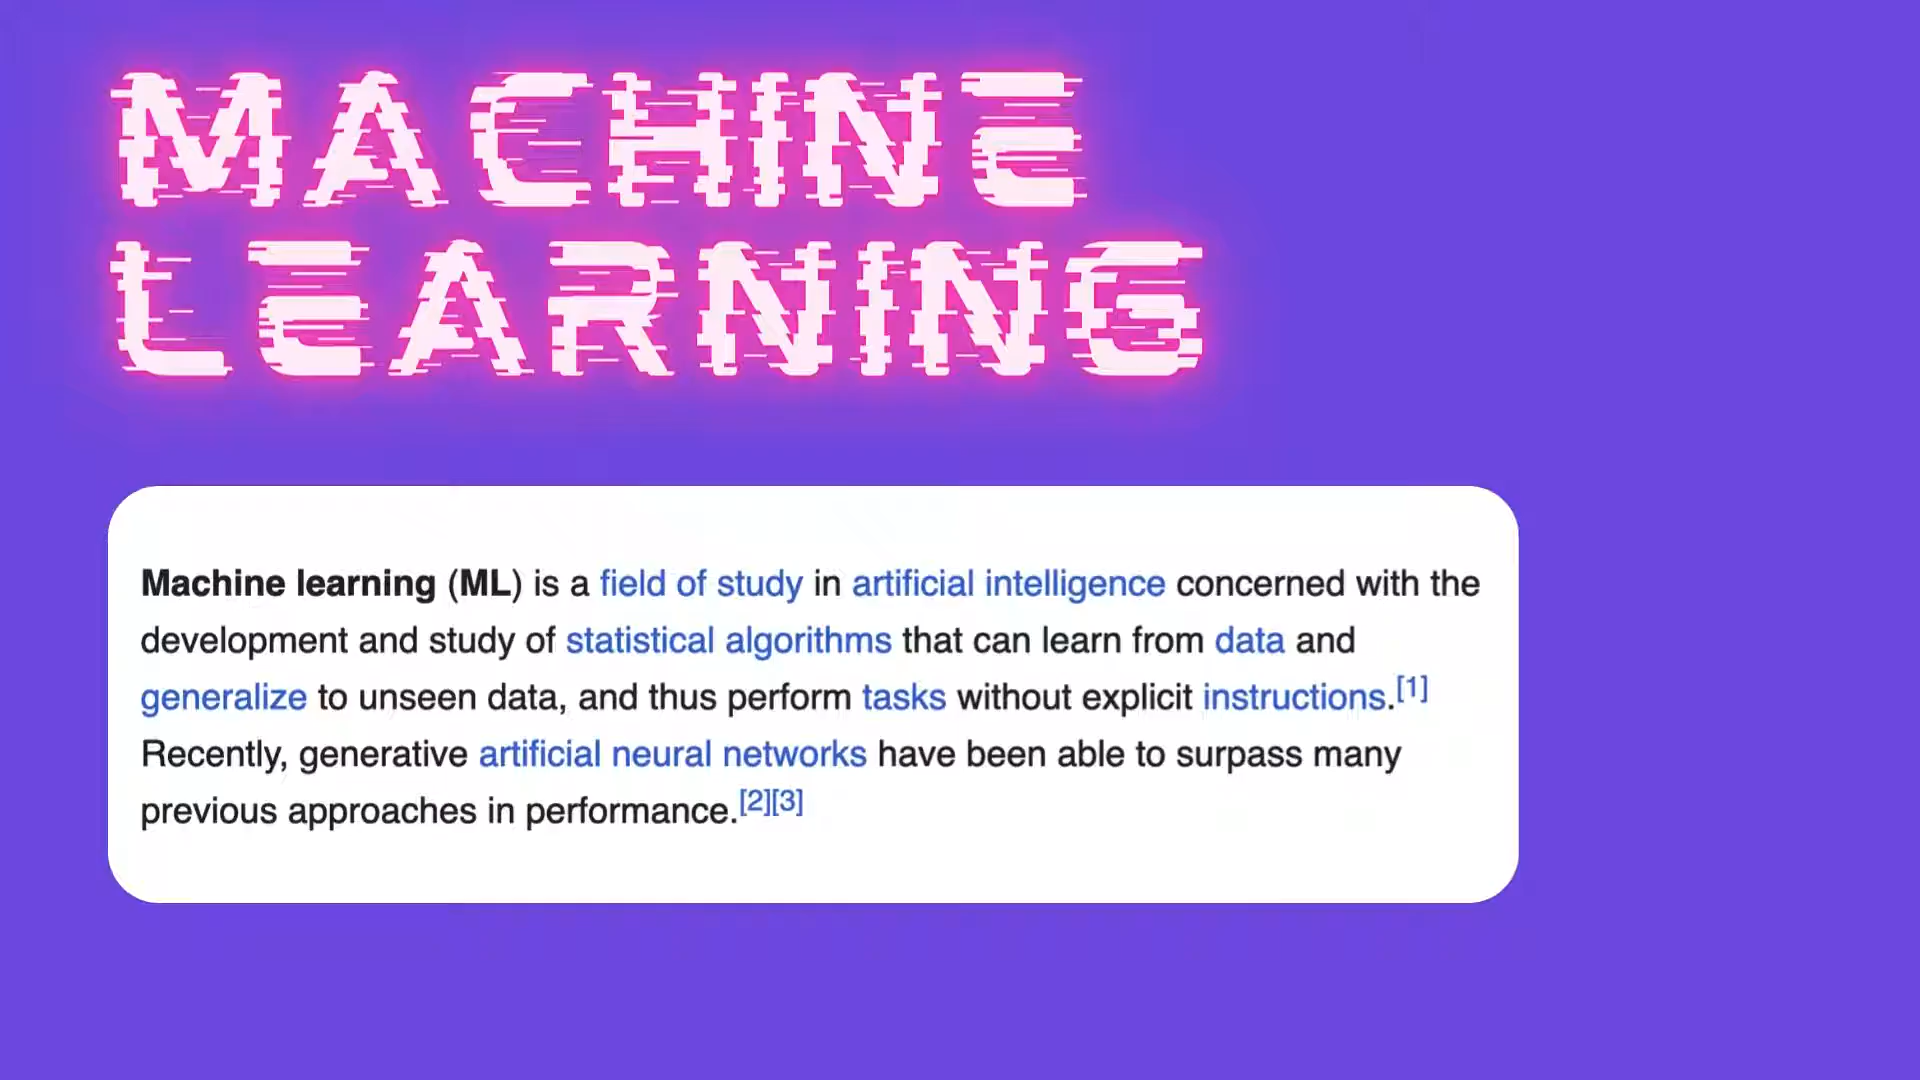 MACHINE
LEARNING
Machine learning (ML) is a field of study in artificial intelligence concerned with the
development and study of statistical algorithms that can learn from data and
generalize to unseen data, and thus perform tasks without explicit instructions.[1]
Recently, generative artificial neural networks have been able to surpass many
previous approaches in performance.[2][3]